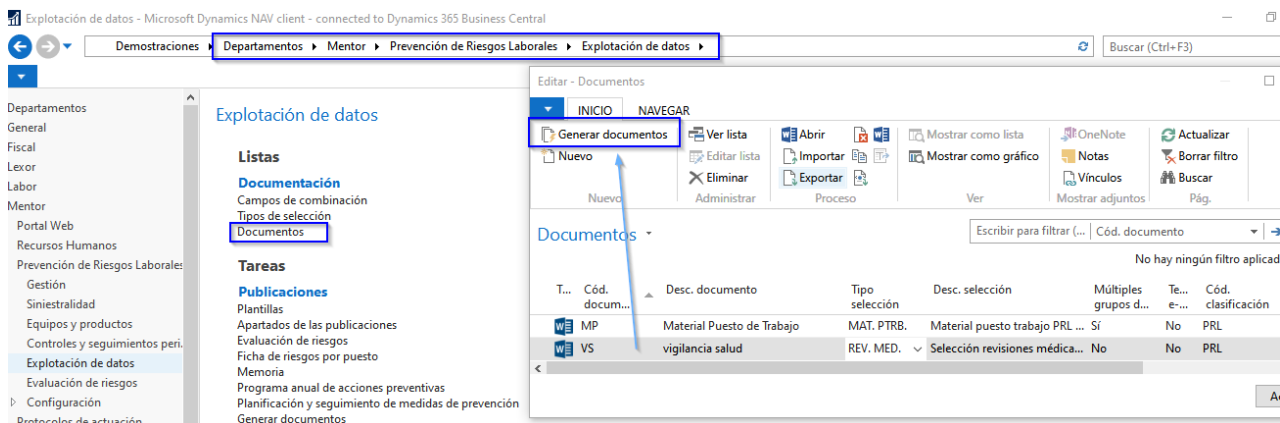 Explotación de datos - Microsoft Dynamics NAV client - connected to Dynamics 365 Business Central
Demostraciones Departamentos Mentor Prevención de Riesgos Laborales Explotación de datos
Buscar (Ctrl+F3)
Departamentos
General
Fiscal
Lexor
Labor
Mentor
Portal Web
Recursos Humanos
Prevención de Riesgos Laborales
Gestión
Siniestralidad
Equipos y productos
Controles y seguimientos peri.
Explotación de datos
Evaluación de riesgos
Configuración
Protocolos de actuación
Explotación de datos
Listas
Documentación
Campos de combinación
Tipos de selección
Documentos
Tareas
Publicaciones
Plantillas
Apartados de las publicaciones
Evaluación de riesgos
Ficha de riesgos por puesto
Memoria
Programa anual de acciones preventivas
Planificación y seguimiento de medidas de prevención
Generar documentos
Editar - Documentos
INICIO NAVEGAR
Generar documentos Ver lista Abrir Mostrar como lista OneNote Actualizar
Nuevo Editar lista Importar Mostrar como gráfico Notas Borrar filtro
Eliminar Exportar Vínculos Buscar
Nuevo Administrar Proceso Ver Mostrar adjuntos Pág.
Documentos
Escribir para filtrar (... Cód. documento
No hay ningún filtro aplicad
T... Cód. Desc. documento Tipo Desc. selección Múltiples Te... Cód.
docum... selección grupos d... e-... clasificación
MP Material Puesto de Trabajo MAT. PTRB. Material puesto trabajo PRL ... Sí No PRL
VS vigilancia salud REV. MED. Selección revisiones médica... No No PRL